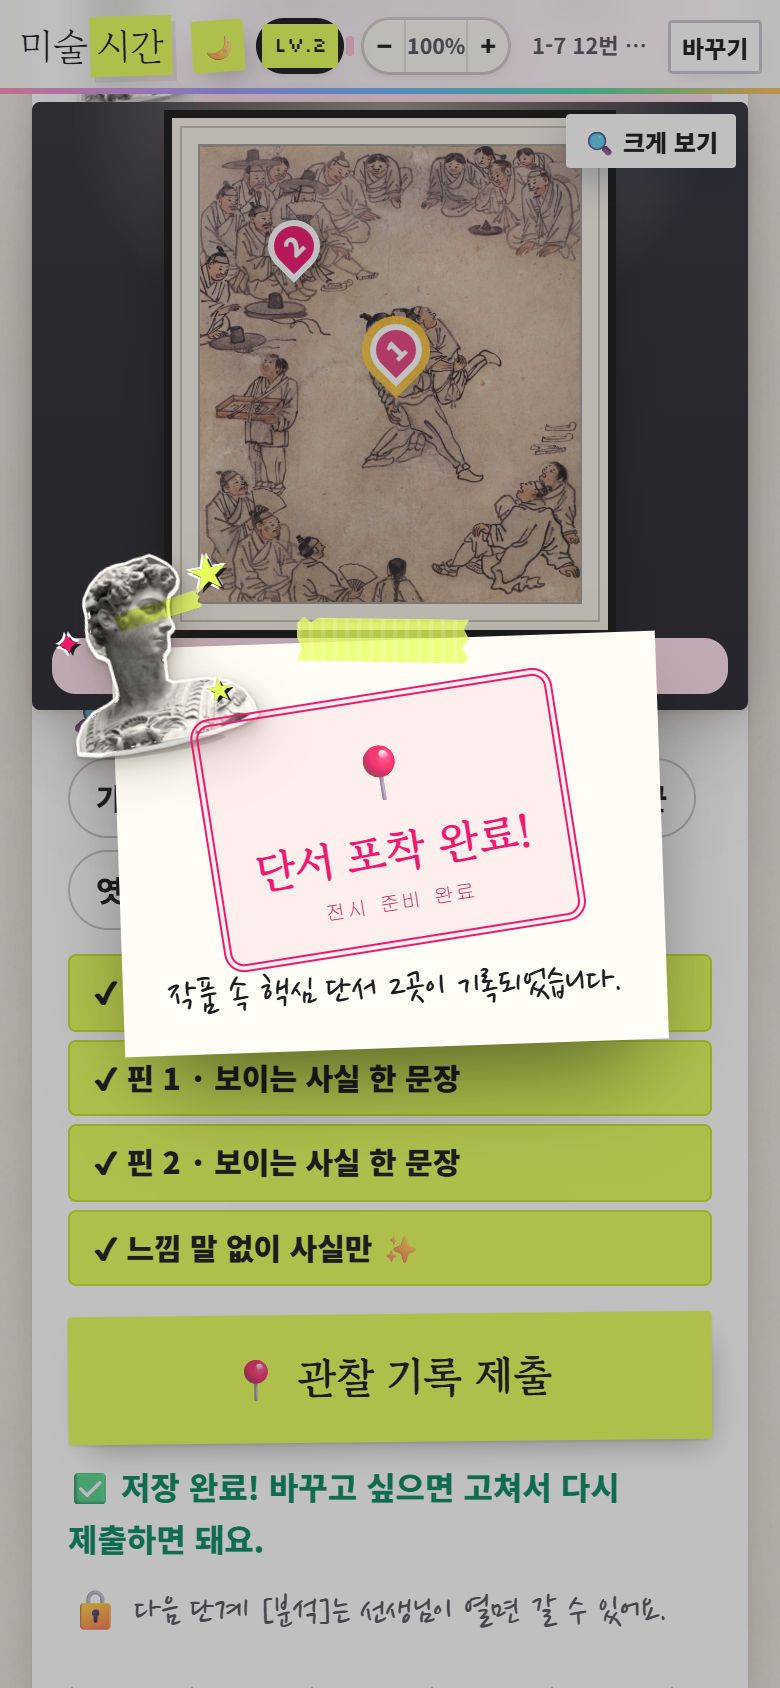 미술 시간 🌙 LV.2 − 100% + 1-7 12번 … 바꾸기
🔍 크게 보기
2
1
단서 포착 완료!
전시 준비 완료
작품 속 핵심 단서 2곳이 기록되었습니다.
✓ 핀 1 · 보이는 사실 한 문장
✓ 핀 2 · 보이는 사실 한 문장
✓ 느낌 말 없이 사실만 ✨
📍 관찰 기록 제출
✅ 저장 완료! 바꾸고 싶으면 고쳐서 다시
제출하면 돼요.
🔒 다음 단계 [분석]는 선생님이 열면 갈 수 있어요.